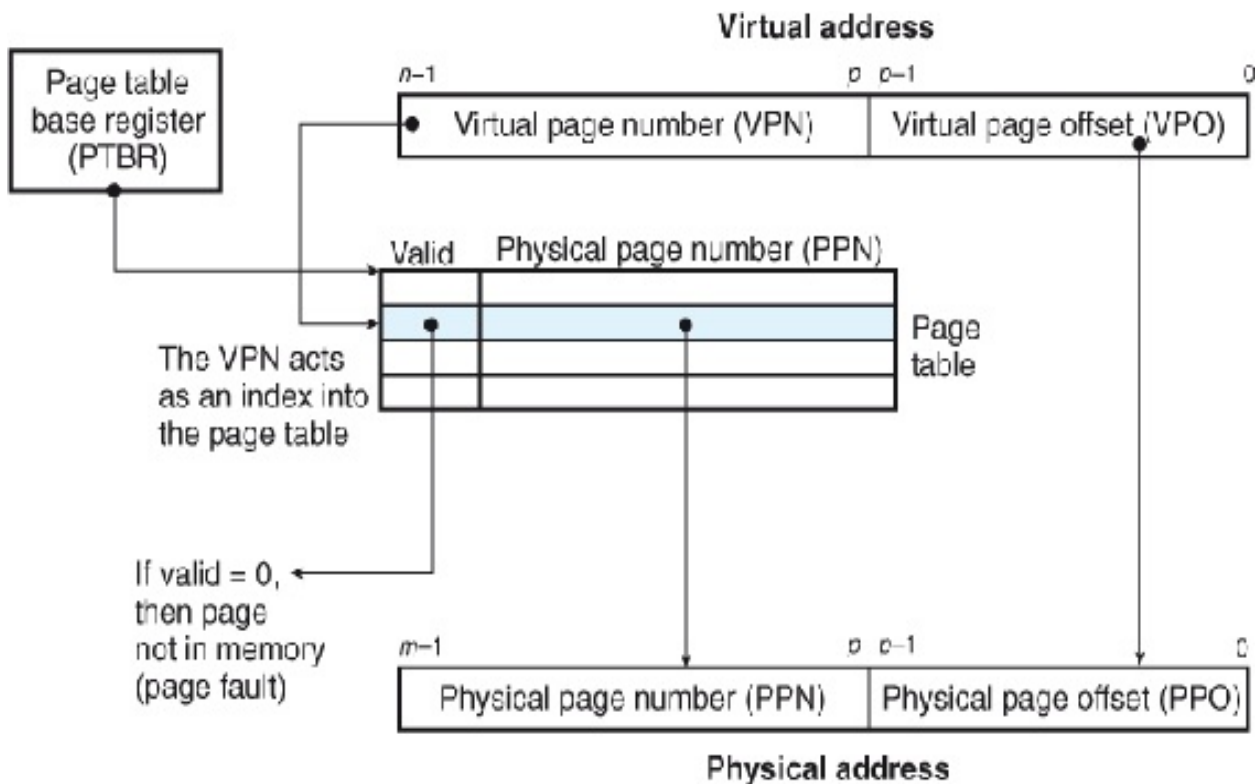 Virtual address
Page table
base register
(PTBR)
n–1
p
p–1
0
Virtual page number (VPN)
Virtual page offset (VPO)
Valid
Physical page number (PPN)
The VPN acts
as an index into
the page table
Page
table
If valid = 0,
then page
not in memory
(page fault)
m–1
p
p–1
0
Physical page number (PPN)
Physical page offset (PPO)
Physical address